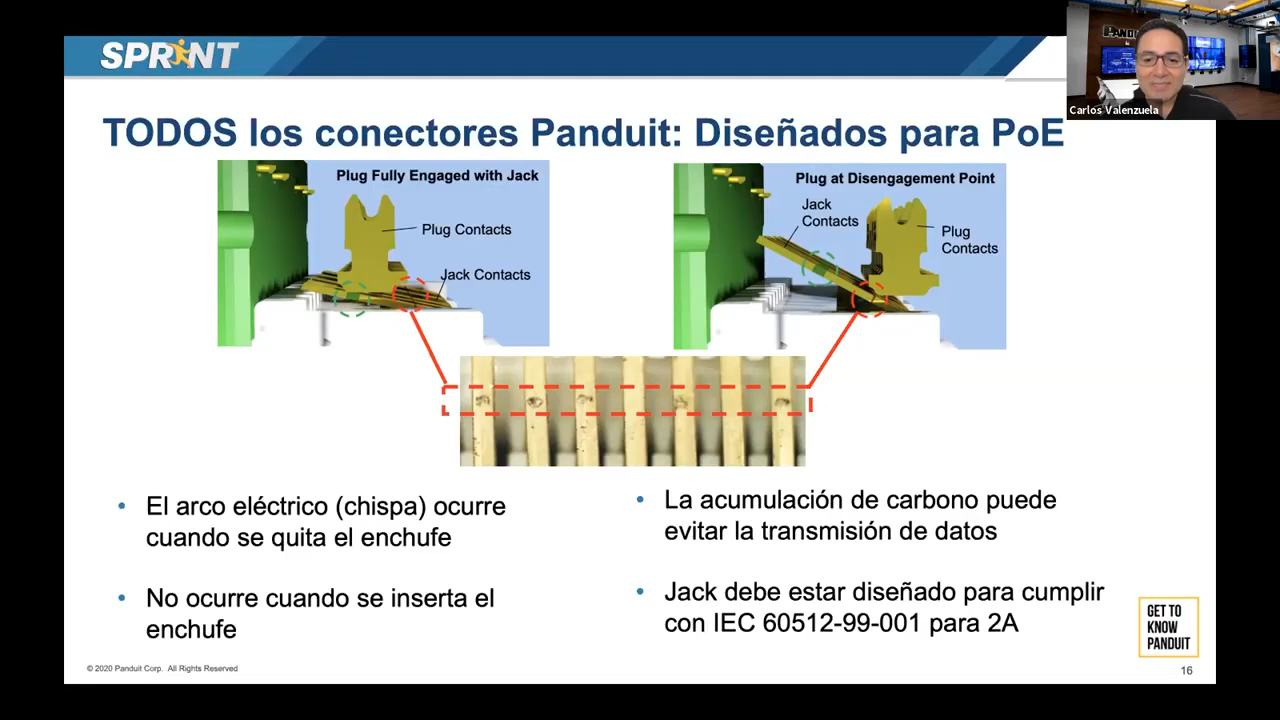 SPRINT
PANDUIT
Carlos Valenzuela
TODOS los conectores Panduit: Diseñados para PoE
Plug Fully Engaged with Jack
Plug Contacts
Jack Contacts
Plug at Disengagement Point
Jack
Contacts
Plug
Contacts
• El arco eléctrico (chispa) ocurre
cuando se quita el enchufe
• No ocurre cuando se inserta el
enchufe
• La acumulación de carbono puede
evitar la transmisión de datos
• Jack debe estar diseñado para cumplir
con IEC 60512-99-001 para 2A
GET TO
KNOW
PANDUIT
© 2020 Panduit Corp. All Rights Reserved
16